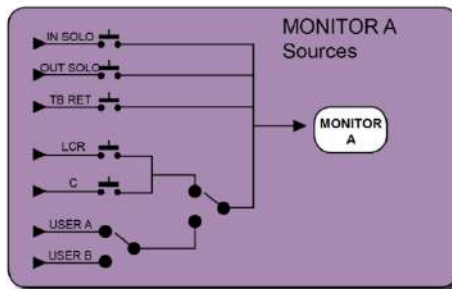 MONITOR A
Sources
IN SOLO
OUT SOLO
TB RET
LCR
C
USER A
USER B
MONITOR
A